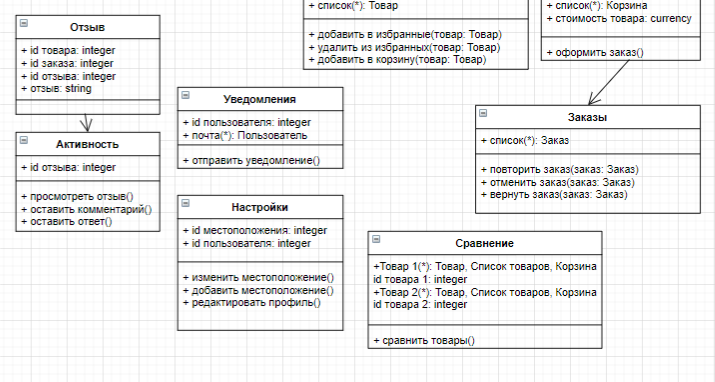 + список(*): Товар
+ добавить в избранные(товар: Товар)
+ удалить из избранных(товар: Товар)
+ добавить в корзину(товар: Товар)
+ список(*): Корзина
+ стоимость товара: currency
+ оформить заказ()
Отзыв
+ id товара: integer
+ id заказа: integer
+ id отзыва: integer
+ отзыв: string
Уведомления
+ id пользователя: integer
+ почта(*): Пользователь
+ отправить уведомление()
Заказы
+ список(*): Заказ
+ повторить заказ(заказ: Заказ)
+ отменить заказ(заказ: Заказ)
+ вернуть заказ(заказ: Заказ)
Активность
+ id отзыва: integer
+ просмотреть отзыв()
+ оставить комментарий()
+ оставить ответ()
Настройки
+ id местоположения: integer
+ id пользователя: integer
+ изменить местоположение()
+ добавить местоположение()
+ редактировать профиль()
Сравнение
+Товар 1(*): Товар, Список товаров, Корзина
id товара 1: integer
+Товар 2(*): Товар, Список товаров, Корзина
id товара 2: integer
+ сравнить товары()